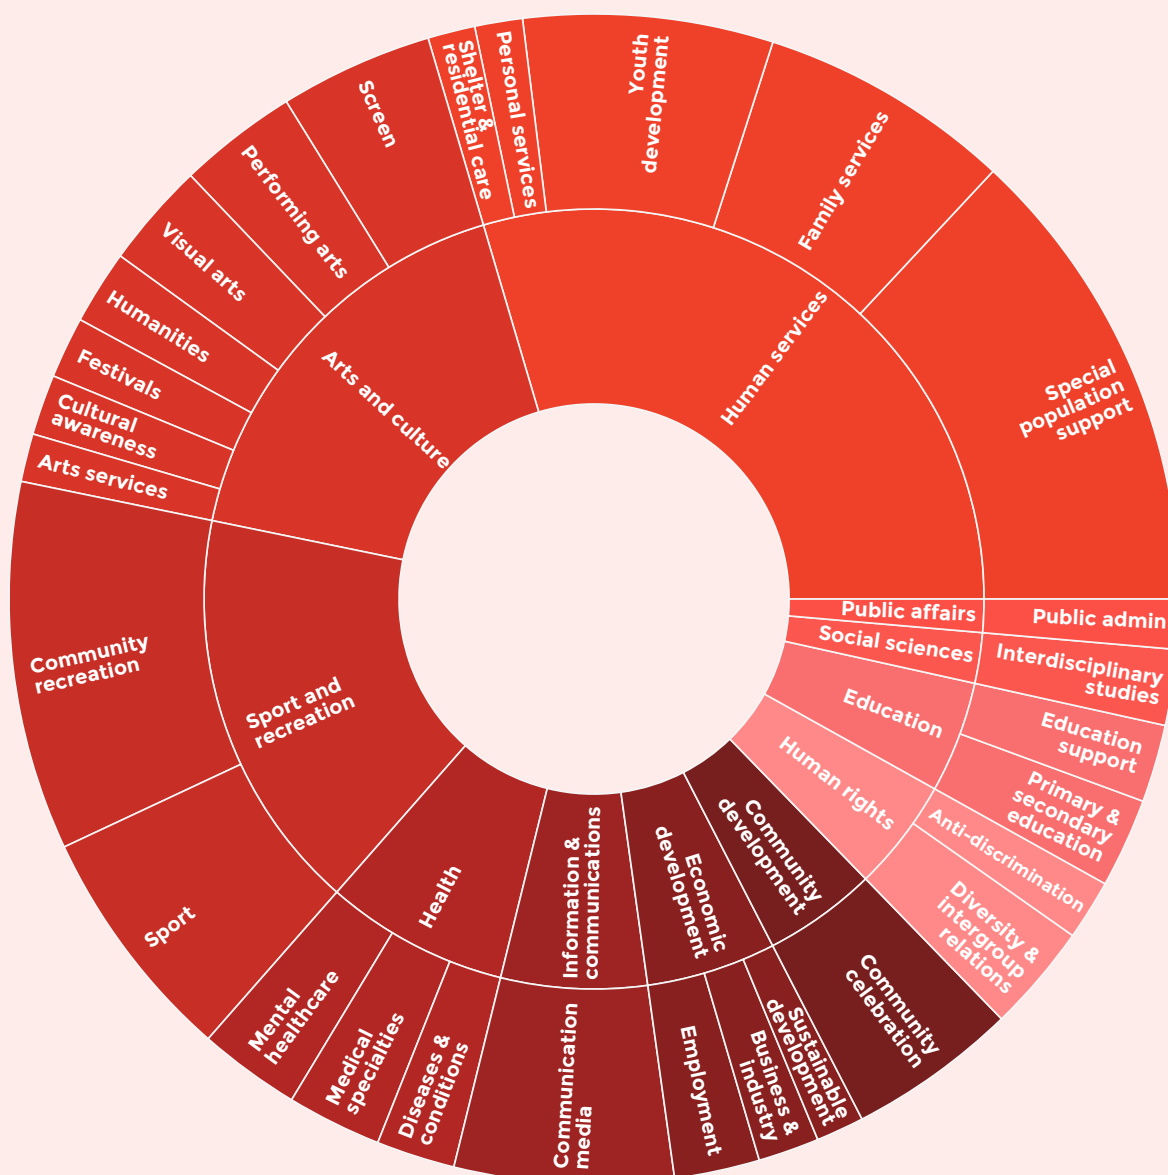 Human services
Shelter &
residential care
Personal services
Youth
development
Family services
Special
population
support
Public affairs
Public admin
Social sciences
Interdisciplinary
studies
Education
Education
support
Primary &
secondary
education
Human rights
Anti-discrimination
Diversity &
intergroup
relations
Community
development
Community
celebration
Economic
development
Sustainable
development
Business &
industry
Employment
Information &
communications
Communication
media
Health
Diseases &
conditions
Medical
specialties
Mental
healthcare
Sport and
recreation
Sport
Community
recreation
Arts and culture
Arts services
Cultural
awareness
Festivals
Humanities
Visual arts
Performing arts
Screen